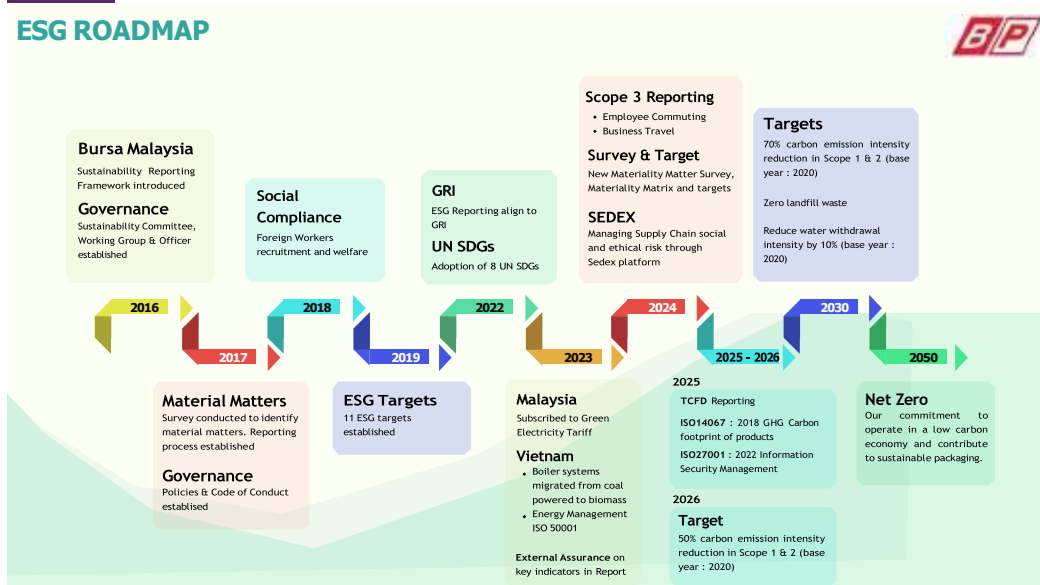 ESG ROADMAP
BP
Bursa Malaysia
Sustainability Reporting
Framework introduced
Governance
Sustainability Committee,
Working Group & Officer
established
Social
Compliance
Foreign Workers
recruitment and welfare
GRI
ESG Reporting align to
GRI
UN SDGs
Adoption of 8 UN SDGs
Scope 3 Reporting
• Employee Commuting
• Business Travel
Survey & Target
New Materiality Matter Survey,
Materiality Matrix and targets
SEDEX
Managing Supply Chain social
and ethical risk through
Sedex platform
Targets
70% carbon emission intensity
reduction in Scope 1 & 2 (base
year : 2020)
Zero landfill waste
Reduce water withdrawal
intensity by 10% (base year :
2020)
2016
2017
2018
2019
2022
2023
2024
2025 - 2026
2030
2050
Material Matters
Survey conducted to identify
material matters. Reporting
process established
Governance
Policies & Code of Conduct
establised
ESG Targets
11 ESG targets
established
Malaysia
Subscribed to Green
Electricity Tariff
Vietnam
• Boiler systems
migrated from coal
powered to biomass
• Energy Management
ISO 50001
External Assurance on
key indicators in Report
2025
TCFD Reporting
ISO14067 : 2018 GHG Carbon
footprint of products
ISO27001 : 2022 Information
Security Management
2026
Target
50% carbon emission intensity
reduction in Scope 1 & 2 (base
year : 2020)
Net Zero
Our commitment to
operate in a low carbon
economy and contribute
to sustainable packaging.